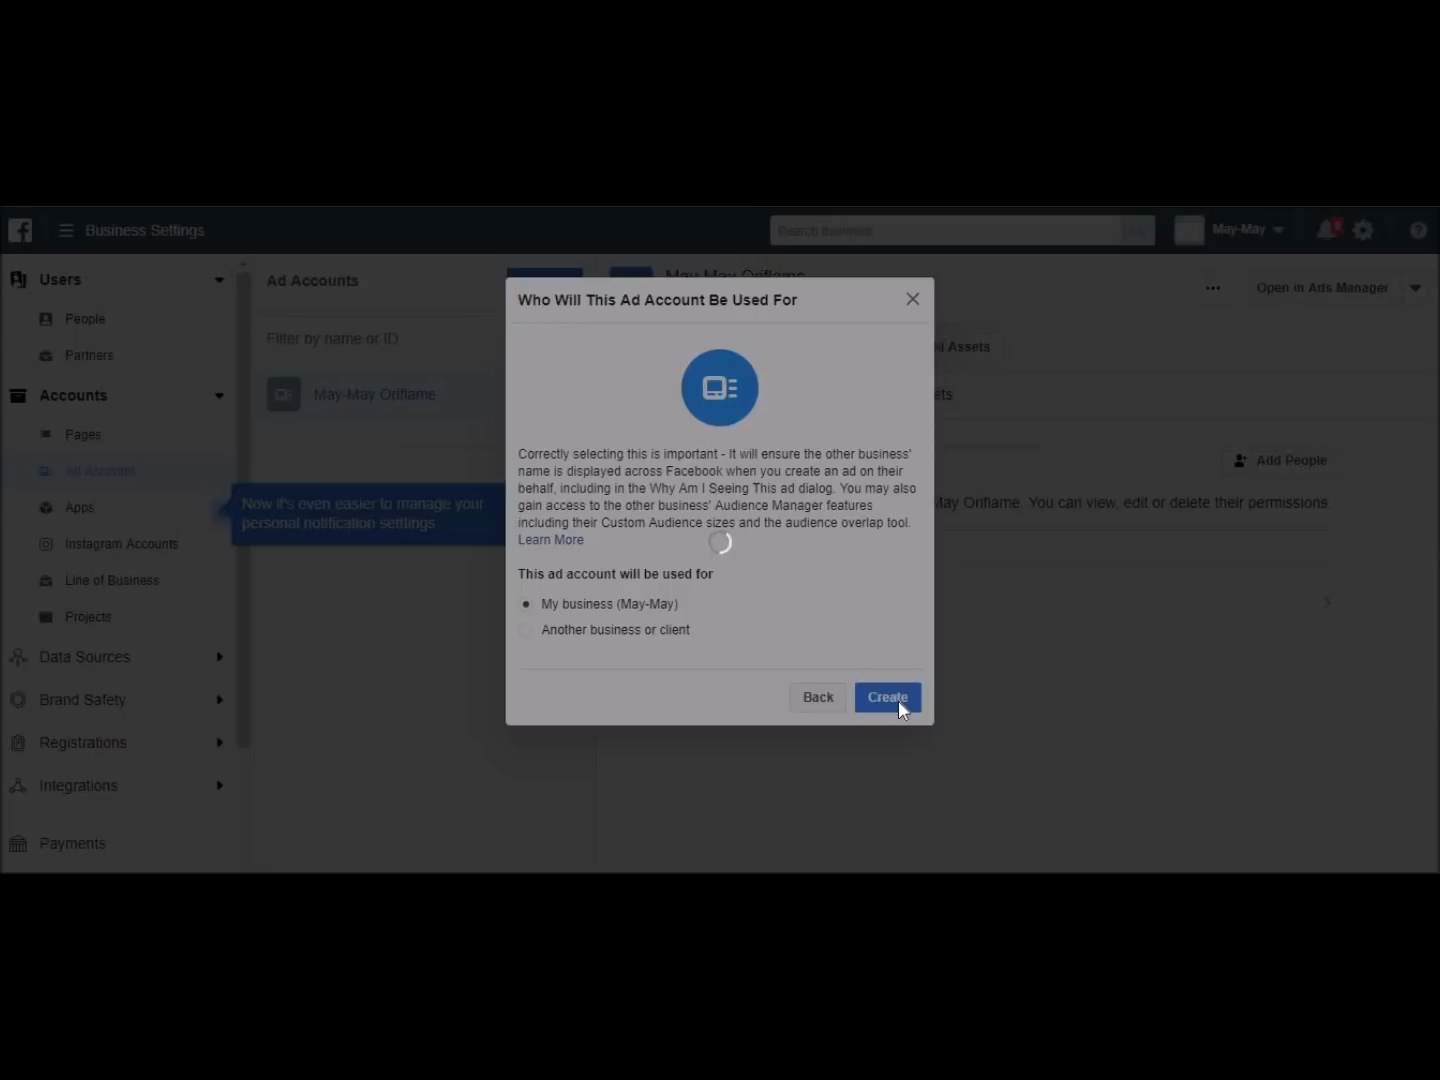 Business Settings
Search business
May-May
Users
People
Partners
Accounts
Pages
Ad Accounts
Apps
Instagram Accounts
Line of Business
Projects
Data Sources
Brand Safety
Registrations
Integrations
Payments
Ad Accounts
Filter by name or ID
May-May Oriflame
Now it's even easier to manage your
personal notification settings
May-May Oriflame
Open in Ads Manager
Assets
Add People
May Oriflame. You can view, edit or delete their permissions
Who Will This Ad Account Be Used For
Correctly selecting this is important - It will ensure the other business'
name is displayed across Facebook when you create an ad on their
behalf, including in the Why Am I Seeing This ad dialog. You may also
gain access to the other business' Audience Manager features
including their Custom Audience sizes and the audience overlap tool.
Learn More
This ad account will be used for
My business (May-May)
Another business or client
Back
Create